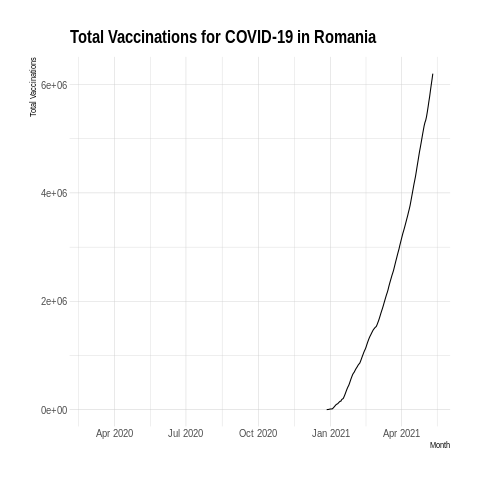 Total Vaccinations for COVID-19 in Romania
Total Vaccinations
6e+06
4e+06
2e+06
0e+00
Apr 2020 Jul 2020 Oct 2020 Jan 2021 Apr 2021
Month